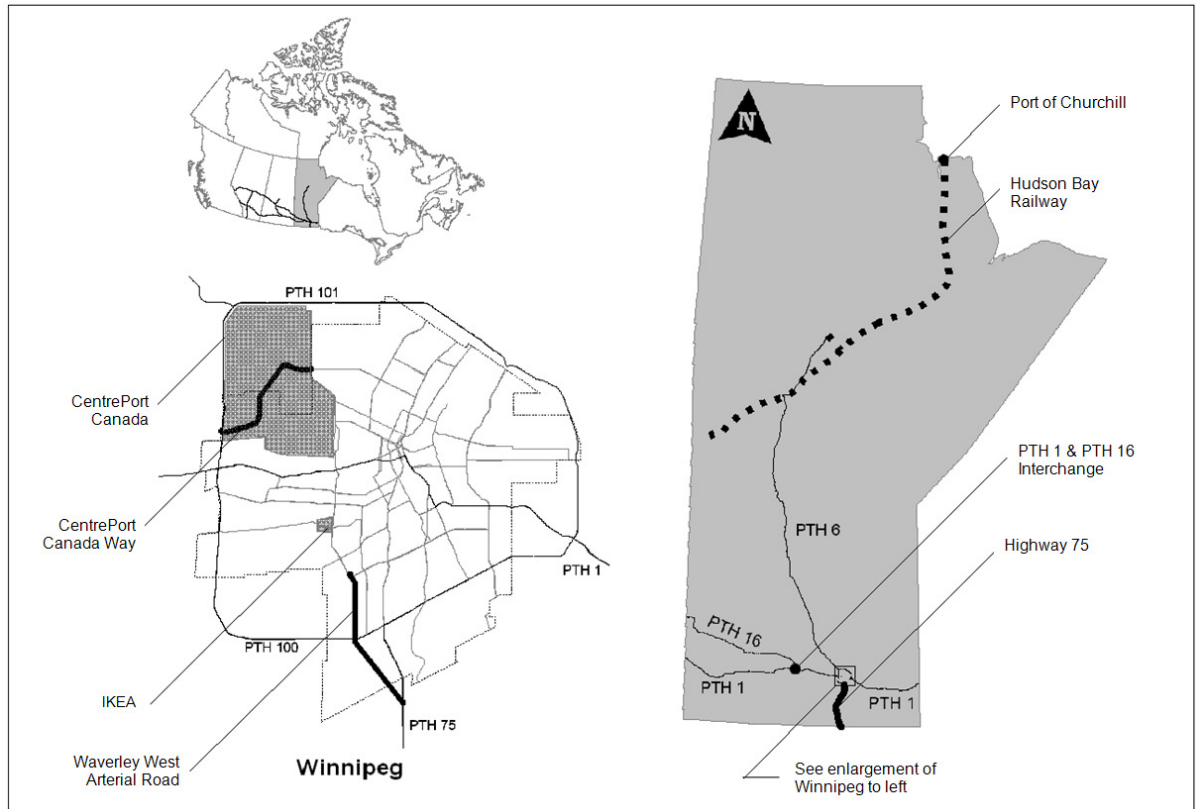 PTH 101
CentrePort
Canada
CentrePort
Canada Way
PTH 1
PTH 100
IKEA
PTH 75
Waverley West
Arterial Road
Winnipeg
N
Port of Churchill
Hudson Bay
Railway
PTH 1 & PTH 16
Interchange
PTH 6
Highway 75
PTH 16
PTH 1
PTH 1
See enlargement of
Winnipeg to left